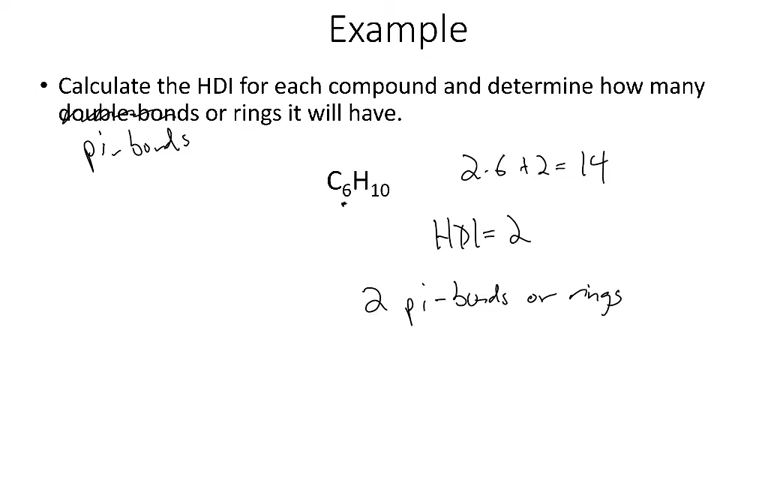 Example
• Calculate the HDI for each compound and determine how many
double bonds or rings it will have.
pi-bonds
C₆H₁₀
2·6+2=14
HDI=2
2 pi-bonds or rings